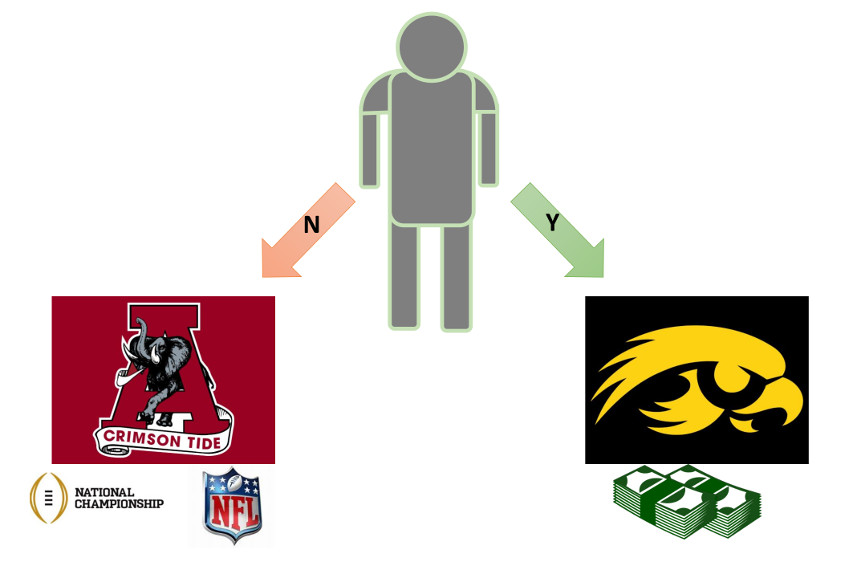 N
Y
A
CRIMSON TIDE
NATIONAL
CHAMPIONSHIP
NFL